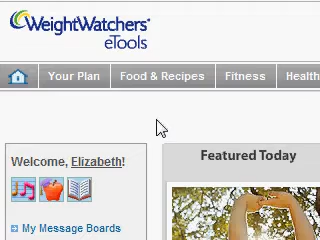 WeightWatchers
eTools
Your Plan Food & Recipes Fitness Health
Welcome, Elizabeth!
Featured Today
My Message Boards